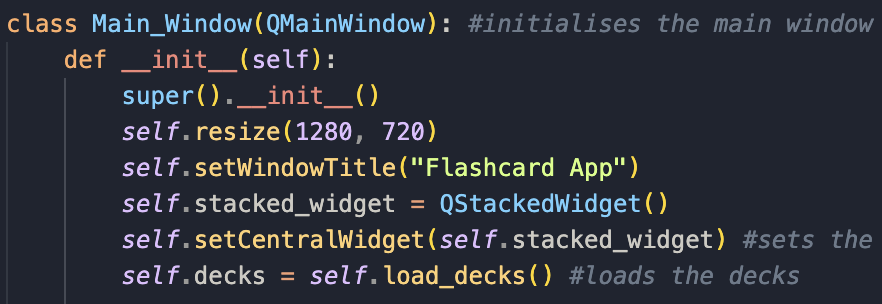 class Main_Window(QMainWindow): #initialises the main window
def __init__(self):
super().__init__()
self.resize(1280, 720)
self.setWindowTitle("Flashcard App")
self.stacked_widget = QStackedWidget()
self.setCentralWidget(self.stacked_widget) #sets the
self.decks = self.load_decks() #loads the decks